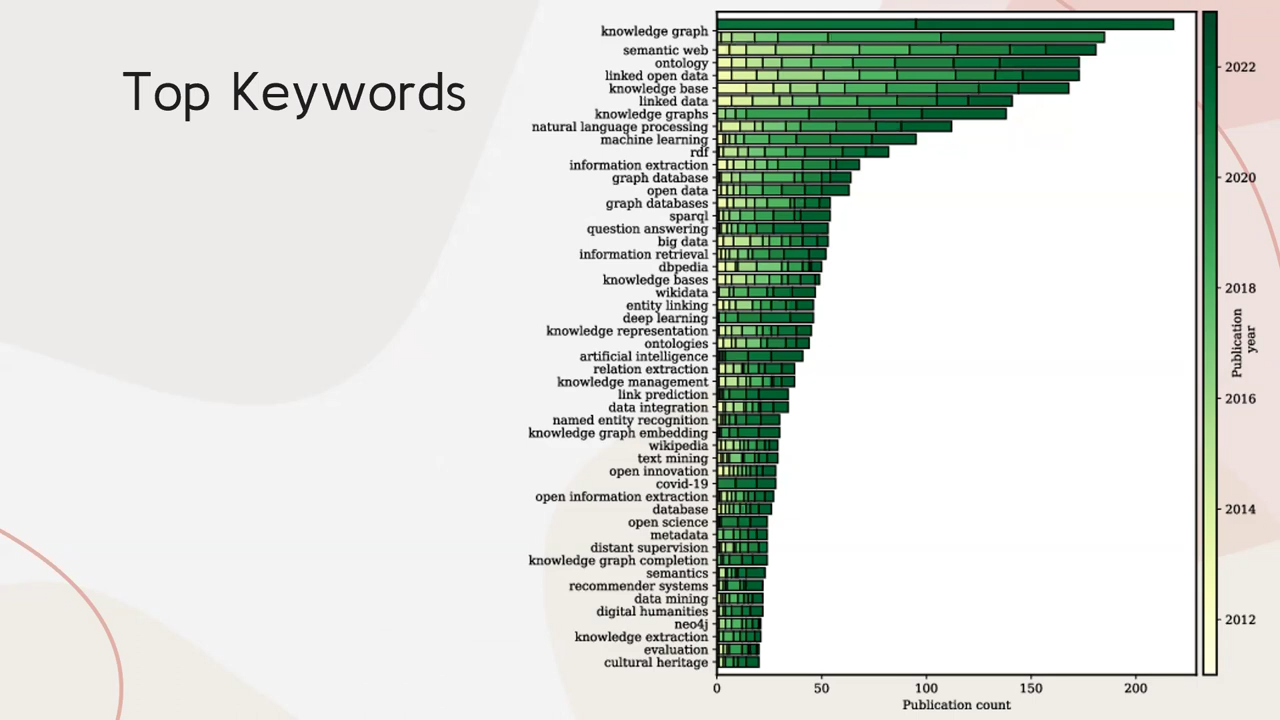 Top Keywords
knowledge graph
semantic web
ontology
linked open data
knowledge base
linked data
knowledge graphs
natural language processing
machine learning
rdf
information extraction
graph database
open data
graph databases
sparql
question answering
big data
information retrieval
dbpedia
knowledge bases
wikidata
entity linking
deep learning
knowledge representation
ontologies
artificial intelligence
relation extraction
knowledge management
link prediction
data integration
named entity recognition
knowledge graph embedding
wikipedia
text mining
open innovation
covid-19
open information extraction
database
open science
metadata
distant supervision
knowledge graph completion
semantics
recommender systems
data mining
digital humanities
neo4j
knowledge extraction
evaluation
cultural heritage
0 50 100 150 200
Publication count
2022
2020
2018
2016
2014
2012
Publication
year